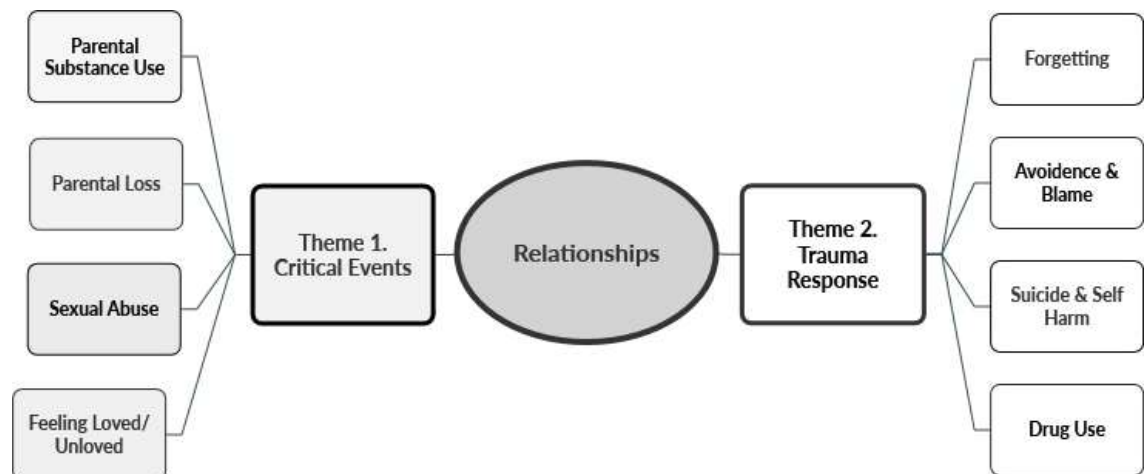 Parental
Substance Use
Parental Loss
Sexual Abuse
Feeling Loved/
Unloved
Theme 1.
Critical Events
Relationships
Theme 2.
Trauma
Response
Forgetting
Avoidence &
Blame
Suicide & Self
Harm
Drug Use